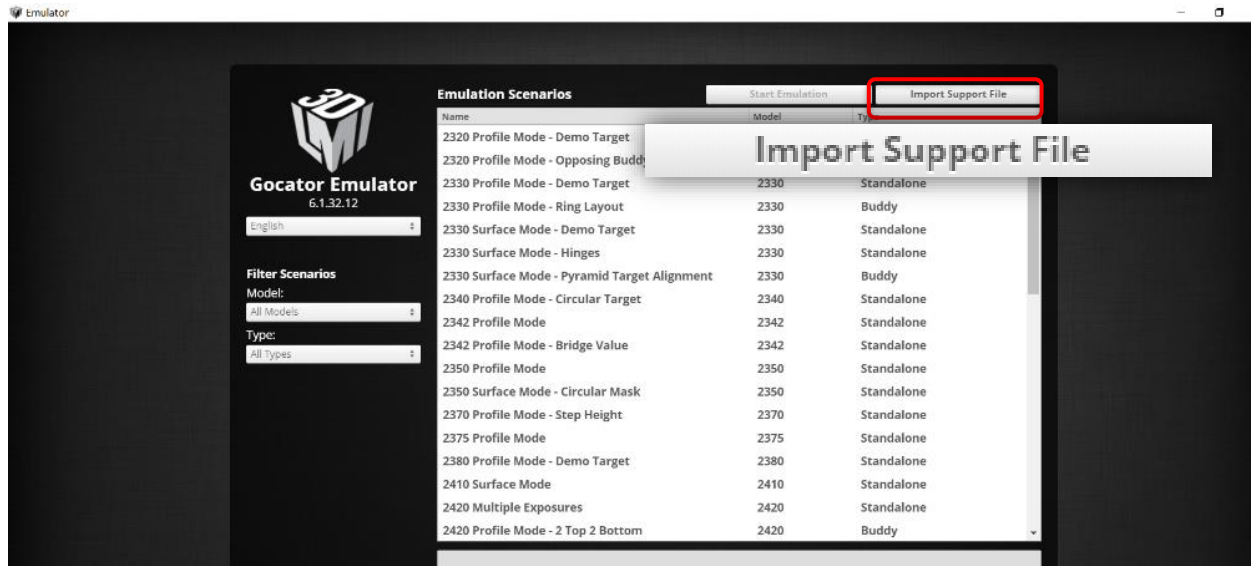 Emulator
3D
LMI
Gocator Emulator
6.1.32.12
English
Filter Scenarios
Model:
All Models
Type:
All Types
Emulation Scenarios
Start Emulation
Import Support File
Name Model
Import Support File
2320 Profile Mode - Demo Target
2320 Profile Mode - Opposing
2330 Profile Mode - Demo Target 2330 Standalone
2330 Profile Mode - Ring Layout 2330 Buddy
2330 Surface Mode - Demo Target 2330 Standalone
2330 Surface Mode - Hinges 2330 Standalone
2330 Surface Mode - Pyramid Target Alignment 2330 Buddy
2340 Profile Mode - Circular Target 2340 Standalone
2342 Profile Mode 2342 Standalone
2342 Profile Mode - Bridge Value 2342 Standalone
2350 Profile Mode 2350 Standalone
2350 Surface Mode - Circular Mask 2350 Standalone
2370 Profile Mode - Step Height 2370 Standalone
2375 Profile Mode 2375 Standalone
2380 Profile Mode - Demo Target 2380 Standalone
2410 Surface Mode 2410 Standalone
2420 Multiple Exposures 2420 Standalone
2420 Profile Mode - 2 Top 2 Bottom 2420 Buddy